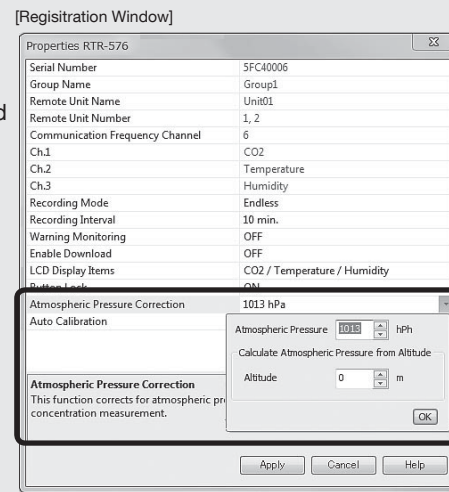 [Regisitration Window]
Properties RTR-576
Serial Number 5FC40006
Group Name Group1
Remote Unit Name Unit01
Remote Unit Number 1, 2
Communication Frequency Channel 6
Ch.1 CO2
Ch.2 Temperature
Ch.3 Humidity
Recording Mode Endless
Recording Interval 10 min.
Warning Monitoring OFF
Enable Download OFF
LCD Display Items CO2 / Temperature / Humidity
Button Lock ON
Atmospheric Pressure Correction 1013 hPa
Auto Calibration
Atmospheric Pressure 1013 hPh
Calculate Atmospheric Pressure from Altitude
Altitude 0 m
OK
Atmospheric Pressure Correction
This function corrects for atmospheric pre
concentration measurement.
Apply Cancel Help